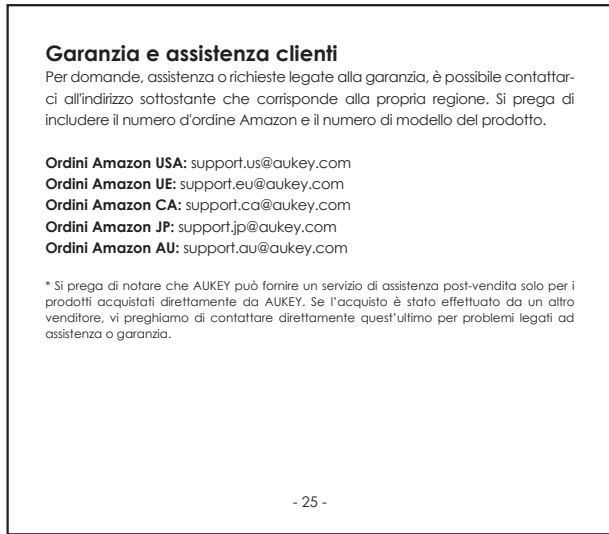 Garanzia e assistenza clienti
Per domande, assistenza o richieste legate alla garanzia, è possibile contattar-
ci all'indirizzo sottostante che corrisponde alla propria regione. Si prega di
includere il numero d'ordine Amazon e il numero di modello del prodotto.
Ordini Amazon USA: support.us@aukey.com
Ordini Amazon UE: support.eu@aukey.com
Ordini Amazon CA: support.ca@aukey.com
Ordini Amazon JP: support.jp@aukey.com
Ordini Amazon AU: support.au@aukey.com
* Si prega di notare che AUKEY può fornire un servizio di assistenza post-vendita solo per i
prodotti acquistati direttamente da AUKEY. Se l’acquisto è stato effettuato da un altro
venditore, vi preghiamo di contattare direttamente quest’ultimo per problemi legati ad
assistenza o garanzia.
- 25 -